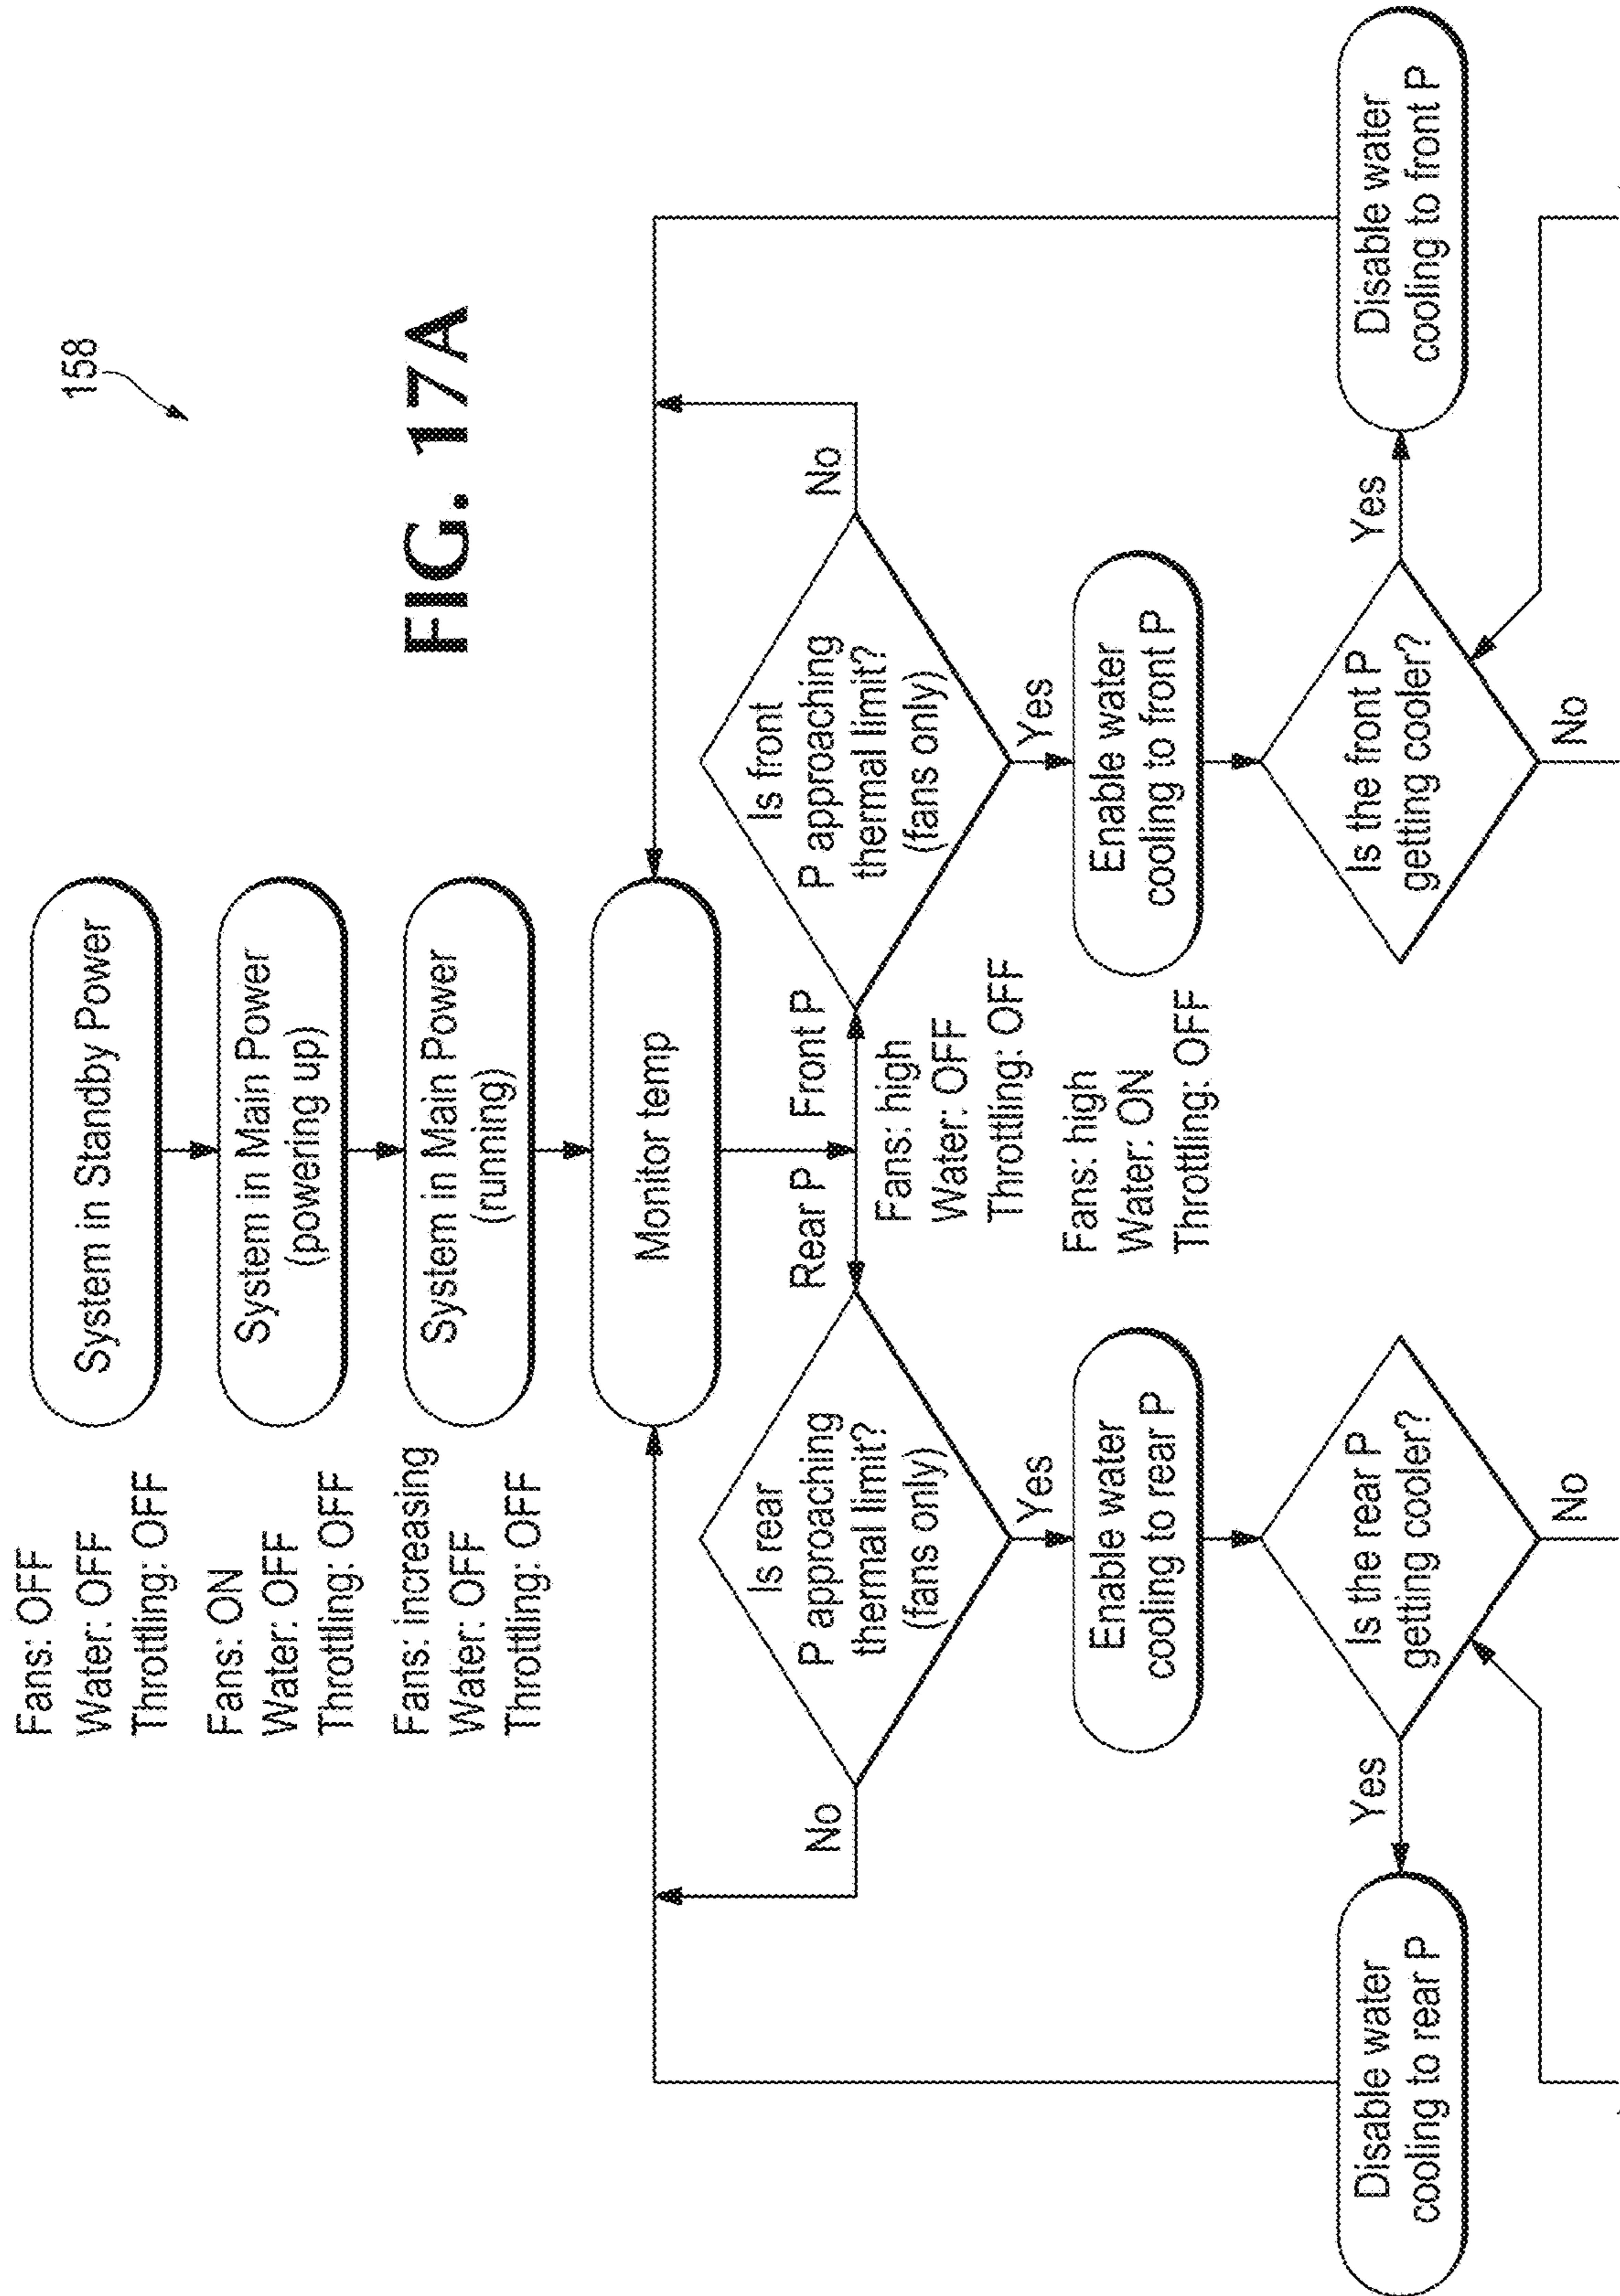 158
FIG. 17A
Fans: OFF
Water: OFF
Throttling: OFF
System in Standby Power
Fans: ON
Water: OFF
Throttling: OFF
System in Main Power
(powering up)
Fans: increasing
Water: OFF
Throttling: OFF
System in Main Power
(running)
Monitor temp
Rear P
Front P
Is rear
P approaching
thermal limit?
(fans only)
No
Yes
Fans: high
Water: OFF
Throttling: OFF
Is front
P approaching
thermal limit?
(fans only)
No
Yes
Enable water
cooling to rear P
Fans: high
Water: ON
Throttling: OFF
Enable water
cooling to front P
Disable water
cooling to rear P
Yes
Is the rear P
getting cooler?
No
Is the front P
getting cooler?
Yes
No
Disable water
cooling to front P